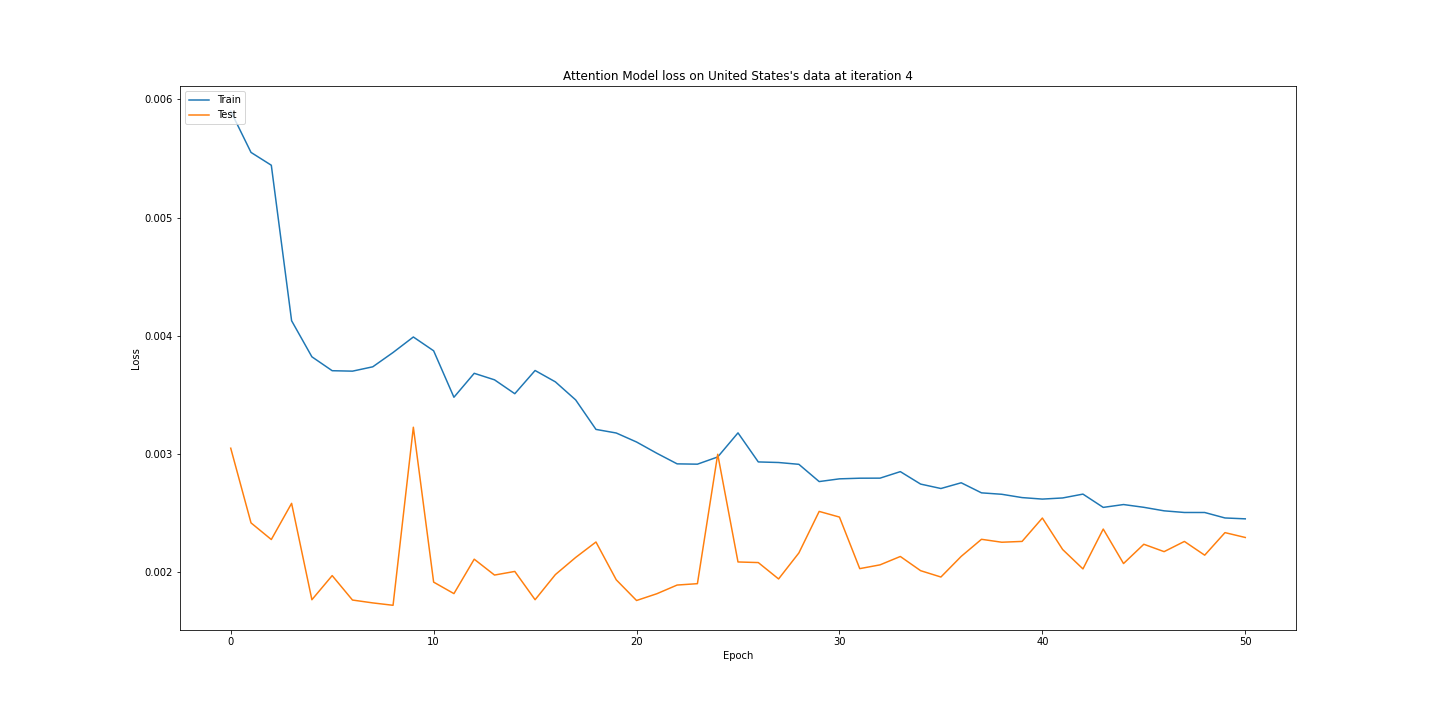 Attention Model loss on United States's data at iteration 4
Train
Test
0.006
0.005
0.004
0.003
0.002
Loss
0 10 20 30 40 50
Epoch